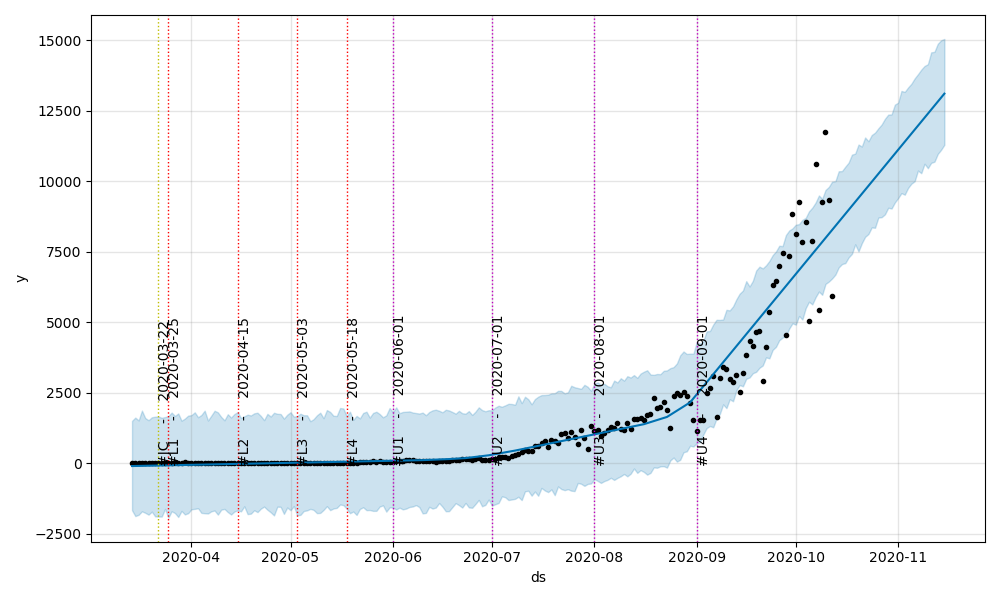 15000
12500
10000
7500
5000
2500
0
−2500
y
#JC - 2020-03-22
#L1 - 2020-03-25
#L2 - 2020-04-15
#L3 - 2020-05-03
#L4 - 2020-05-18
#U1 - 2020-06-01
#U2 - 2020-07-01
#U3 - 2020-08-01
#U4 - 2020-09-01
2020-04
2020-05
2020-06
2020-07
2020-08
2020-09
2020-10
2020-11
ds